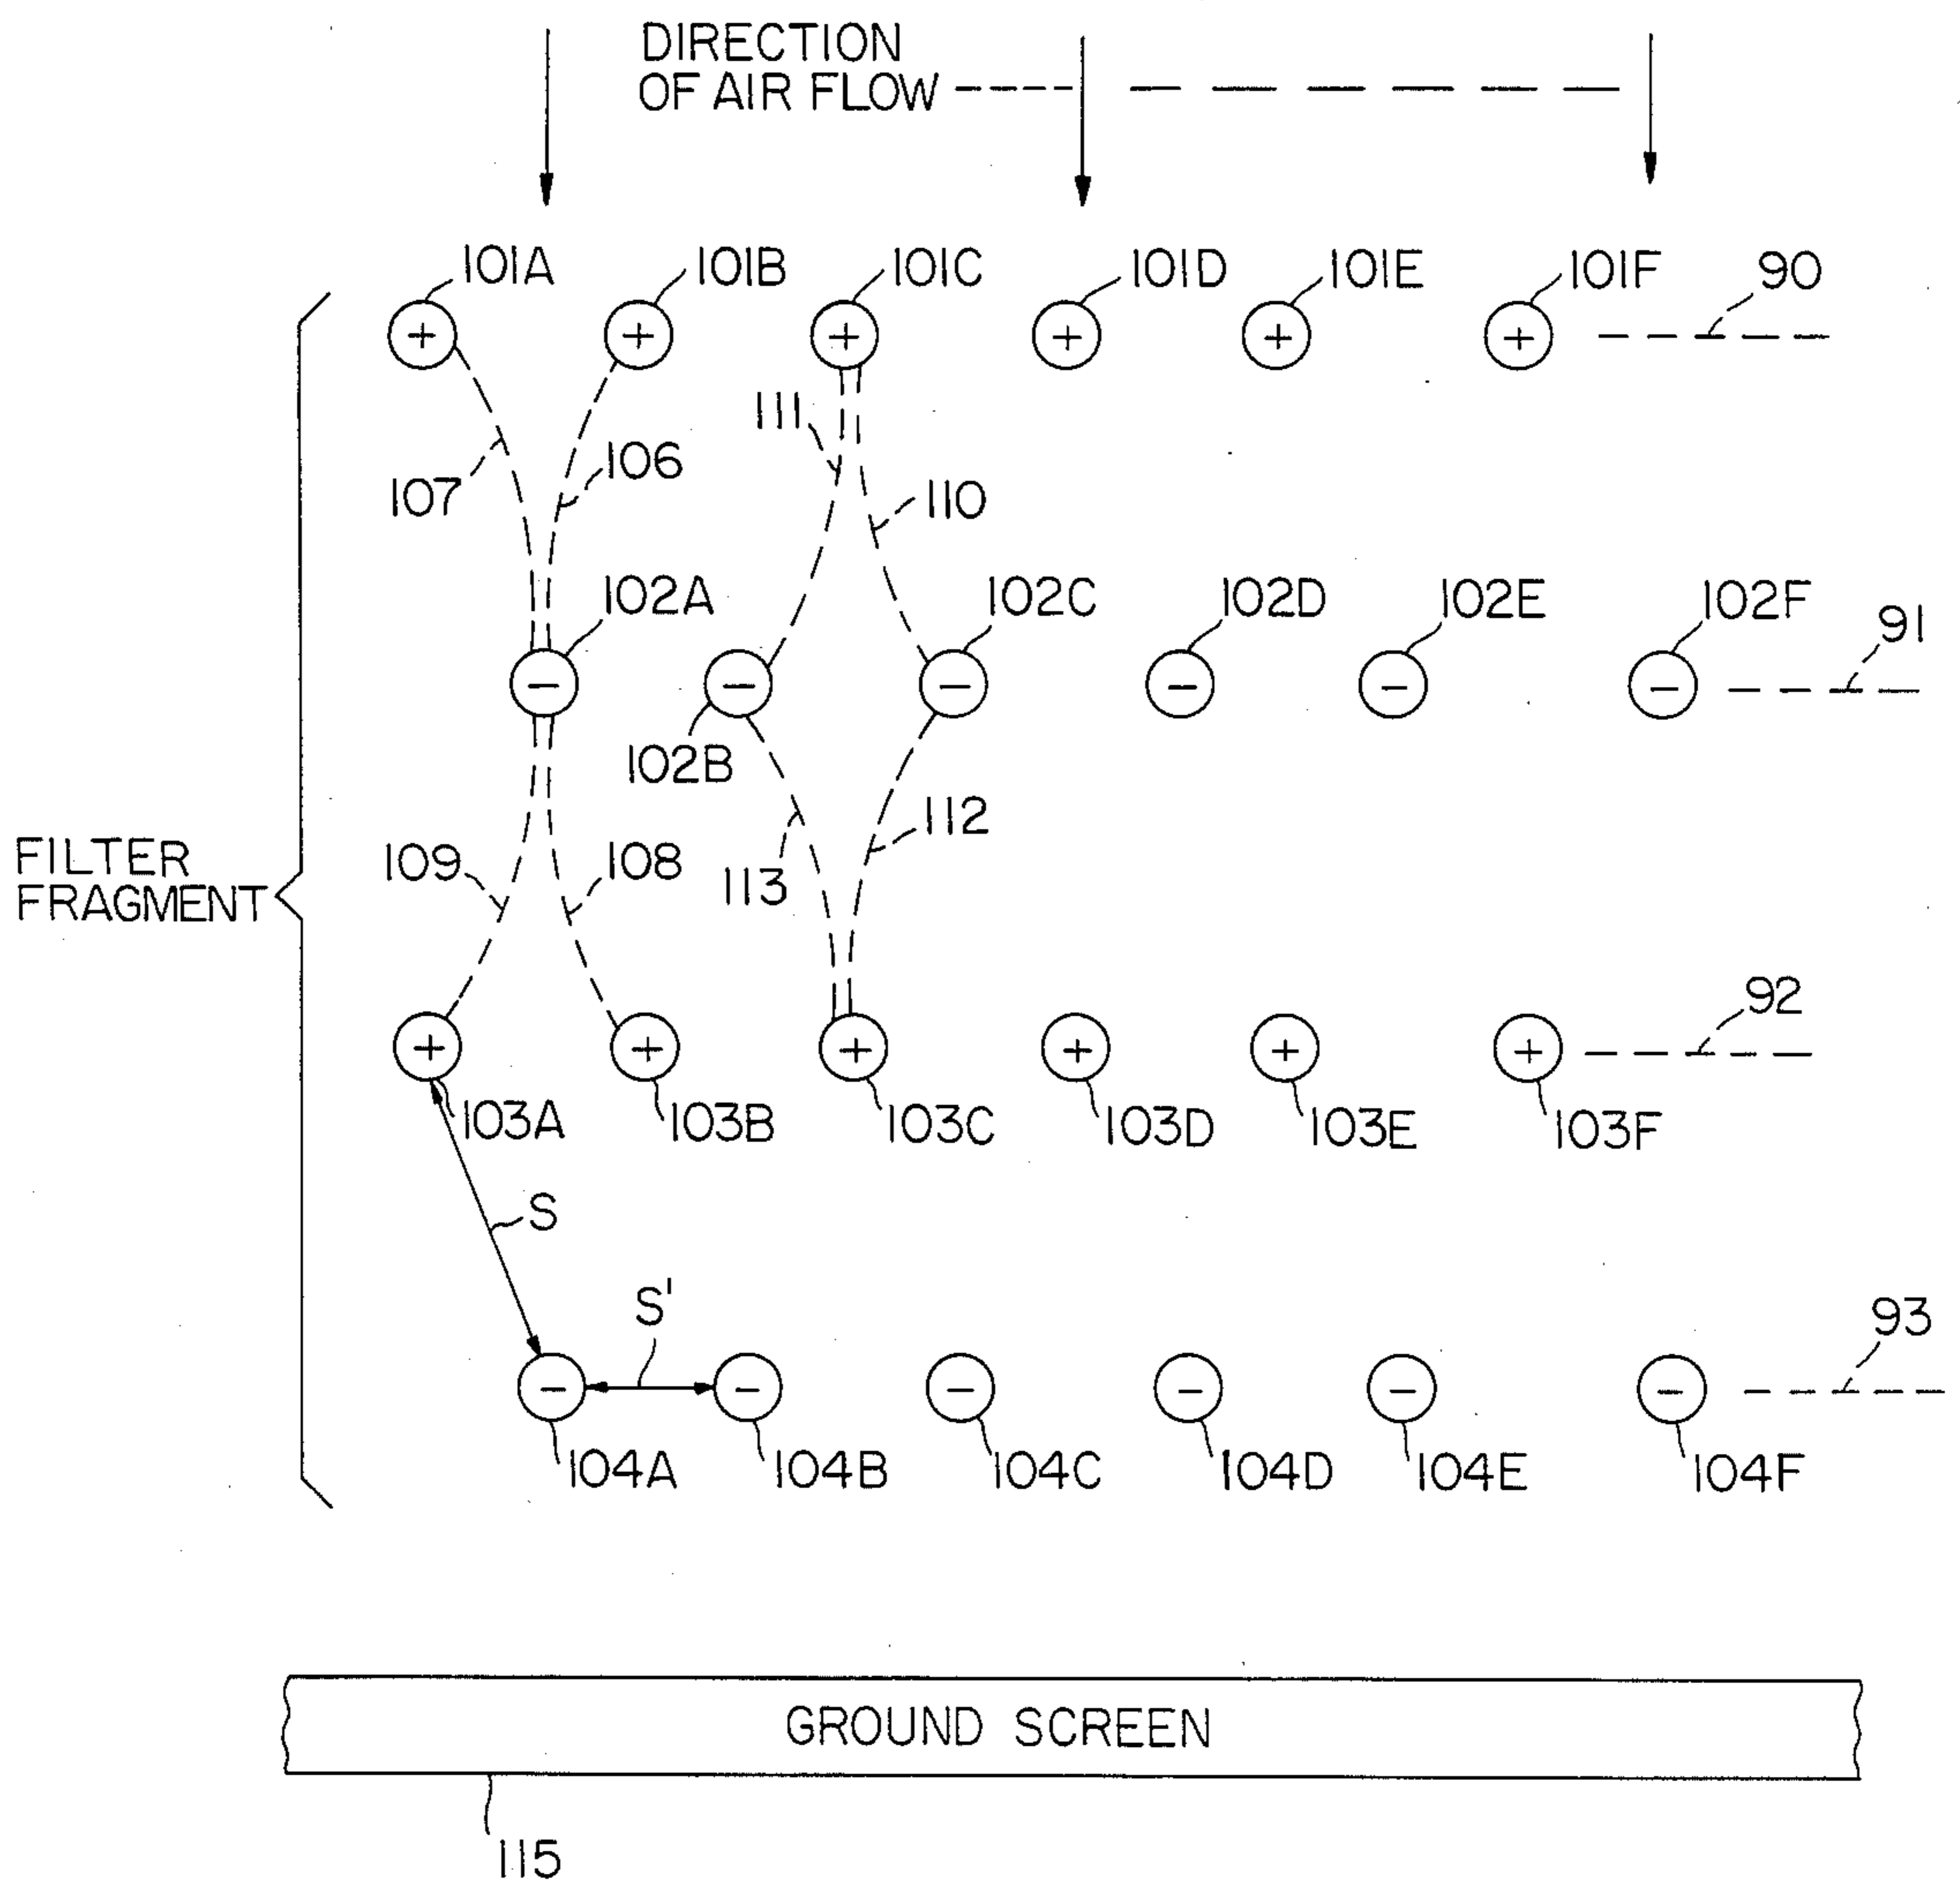 DIRECTION
OF AIR FLOW
101A 101B 101C 101D 101E 101F 90
+ + + + + +
111
106
107 110
102A 102C 102D 102E 102F 91
− − − − − −
102B
112
109 108 113
FILTER
FRAGMENT
92
+ + + + + +
103A 103B 103C 103D 103E 103F
S
S'
93
− − − − − −
104A 104B 104C 104D 104E 104F
GROUND SCREEN
115